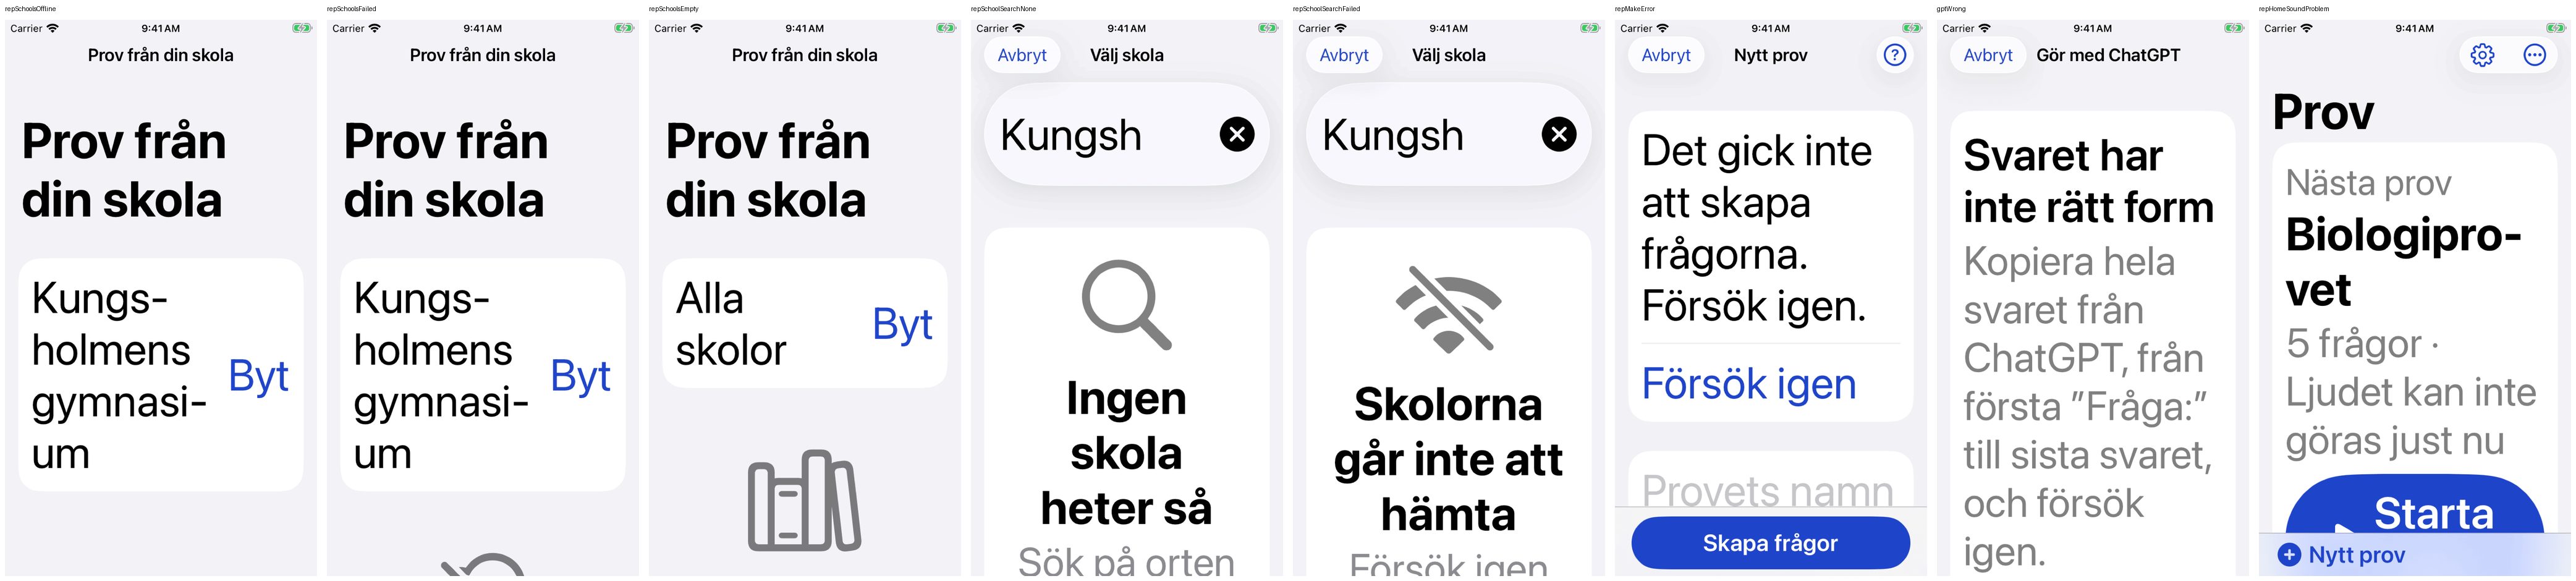 repSchoolsOffline
Carrier 9:41 AM
Prov från din skola
Prov från
din skola
Kungs-
holmens
gymnasi-
um
Byt
repSchoolsFailed
Carrier 9:41 AM
Prov från din skola
Prov från
din skola
Kungs-
holmens
gymnasi-
um
Byt
repSchoolsEmpty
Carrier 9:41 AM
Prov från din skola
Prov från
din skola
Alla
skolor
Byt
repSchoolSearchNone
Carrier 9:41 AM
Avbryt Välj skola
Kungsh
Ingen
skola
heter så
Sök på orten
repSchoolSearchFailed
Carrier 9:41 AM
Avbryt Välj skola
Kungsh
Skolorna
går inte att
hämta
Försök igen
repMakeError
Carrier 9:41 AM
Avbryt Nytt prov ?
Det gick inte
att skapa
frågorna.
Försök igen.
Försök igen
Provets namn
Skapa frågor
gptWrong
Carrier 9:41 AM
Avbryt Gör med ChatGPT
Svaret har
inte rätt form
Kopiera hela
svaret från
ChatGPT, från
första ”Fråga:”
till sista svaret,
och försök
igen.
repHomeSoundProblem
Carrier 9:41 AM
Prov
Nästa prov
Biologipro-
vet
5 frågor ·
Ljudet kan inte
göras just nu
Starta
Nytt prov